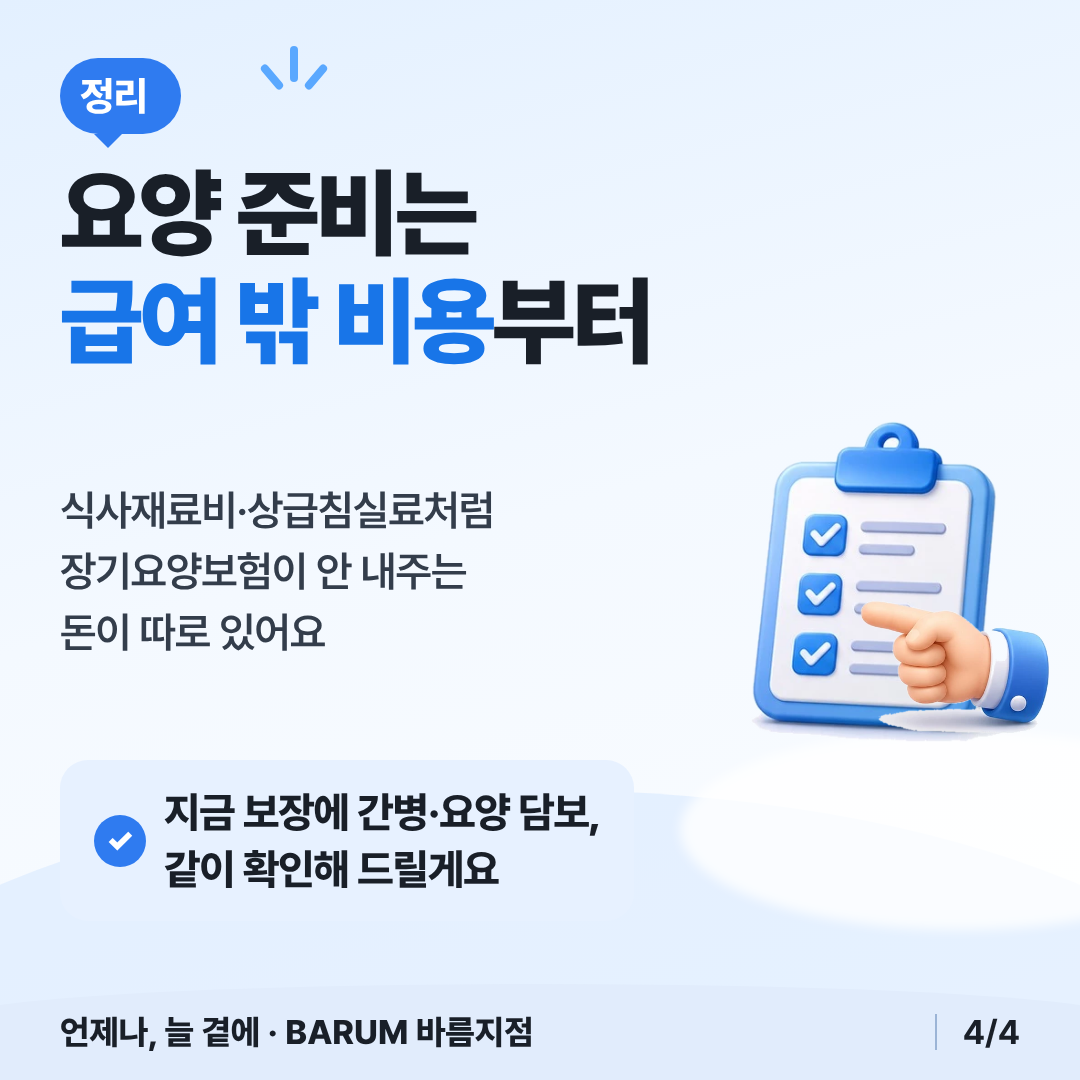 정리
요양 준비는
급여 밖 비용부터
식사재료비·상급침실료처럼
장기요양보험이 안 내주는
돈이 따로 있어요
지금 보장에 간병·요양 담보,
같이 확인해 드릴게요
언제나, 늘 곁에 · BARUM 바름지점
4/4